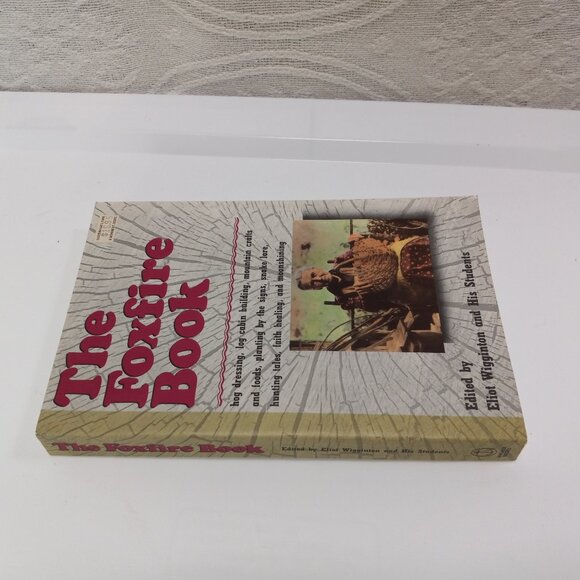 The
Foxfire
Book
hog dressing, log cabin building, mountain crafts
and foods, planting by the signs, snake lore,
hunting tales, faith healing, and moonshining
Edited by
Eliot Wigginton and His Students
The Foxfire Book
Edited by Eliot Wigginton and His Students